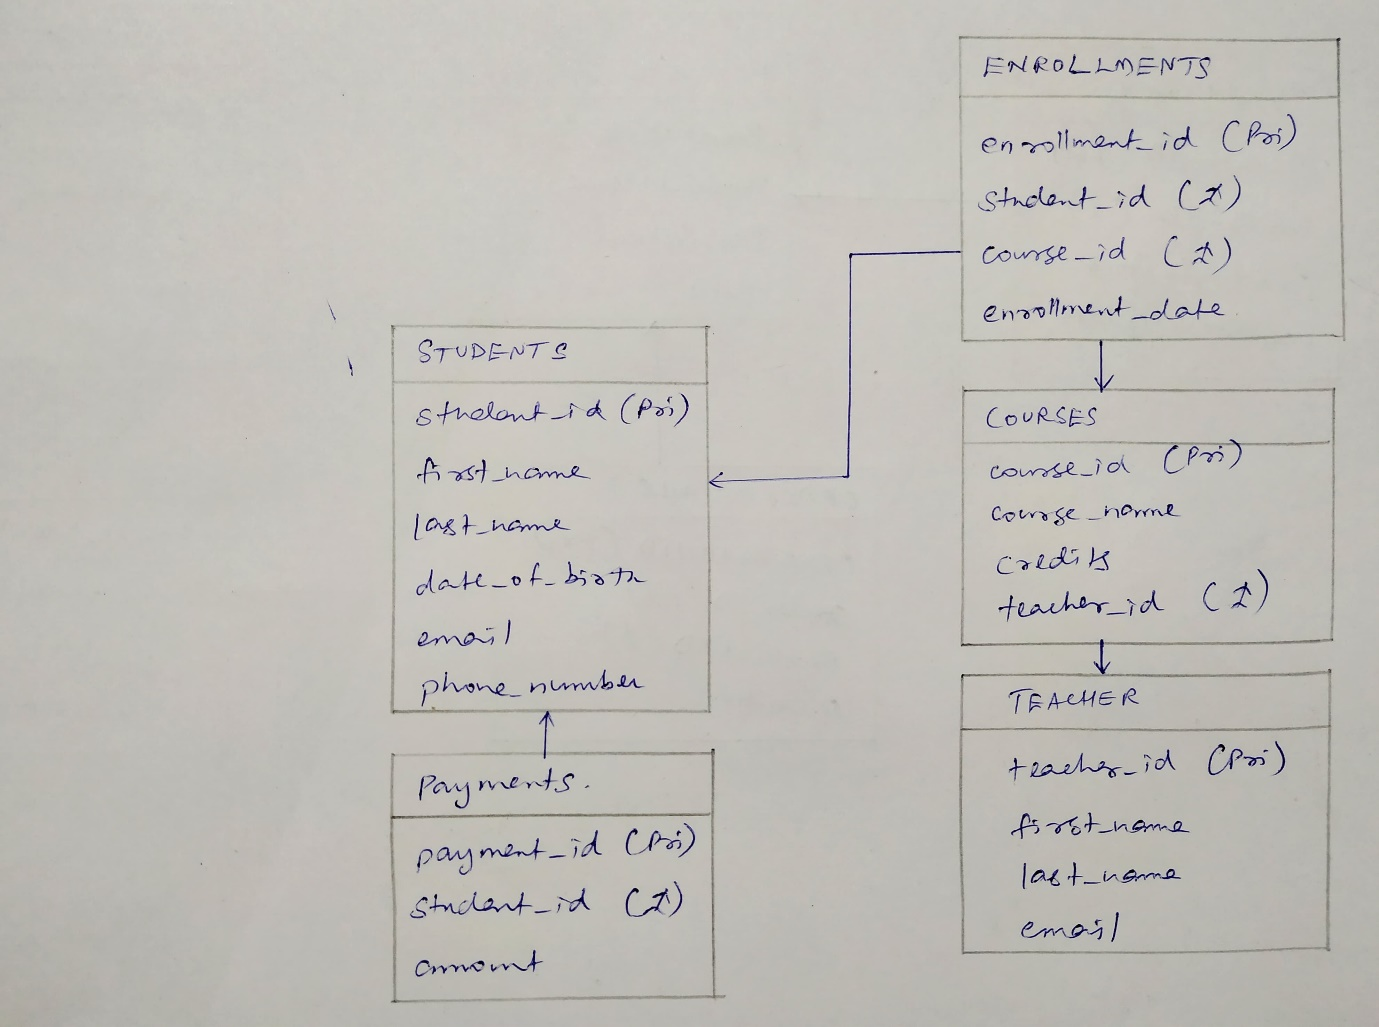 ENROLLMENTS
enrollment_id (Pri)
student_id
course_id
enrollment_date
STUDENTS
student_id (Pri)
first_name
last_name
date_of_birth
email
phone_number
COURSES
course_id (Pri)
course_name
credits
teacher_id
TEACHER
teacher_id (Pri)
first_name
last_name
email
Payments.
payment_id (Pri)
student_id
amount